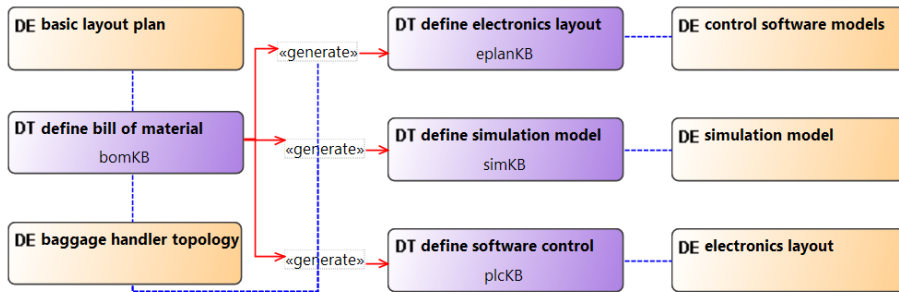 DE basic layout plan
«generate»
DT define electronics layout
eplanKB
DE control software models
DT define bill of material
bomKB
«generate»
DT define simulation model
simKB
DE simulation model
DE baggage handler topology
«generate»
DT define software control
plcKB
DE electronics layout